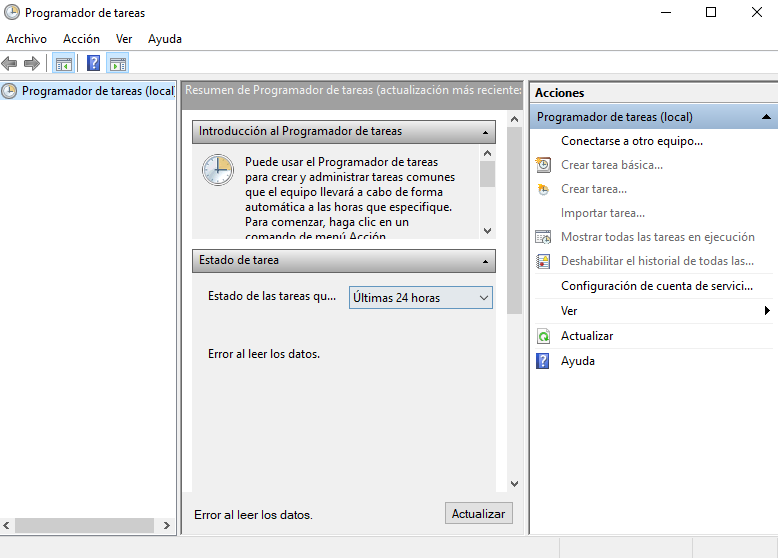 Programador de tareas
Archivo Acción Ver Ayuda
Programador de tareas (local)
Resumen de Programador de tareas (actualización más reciente:
Introducción al Programador de tareas
Puede usar el Programador de tareas
para crear y administrar tareas comunes
que el equipo llevará a cabo de forma
automática a las horas que especifique.
Para comenzar, haga clic en un
comando de menú Acción
Estado de tarea
Estado de las tareas qu... Últimas 24 horas
Error al leer los datos.
Error al leer los datos. Actualizar
Acciones
Programador de tareas (local)
Conectarse a otro equipo...
Crear tarea básica...
Crear tarea...
Importar tarea...
Mostrar todas las tareas en ejecución
Deshabilitar el historial de todas las...
Configuración de cuenta de servici...
Ver
Actualizar
Ayuda